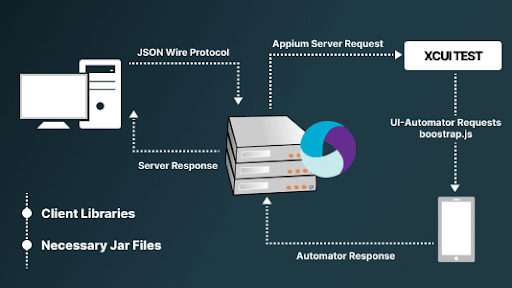 JSON Wire Protocol
Appium Server Request
XCUI TEST
UI-Automator Requests
boostrap.js
Server Response
Client Libraries
Necessary Jar Files
Automator Response